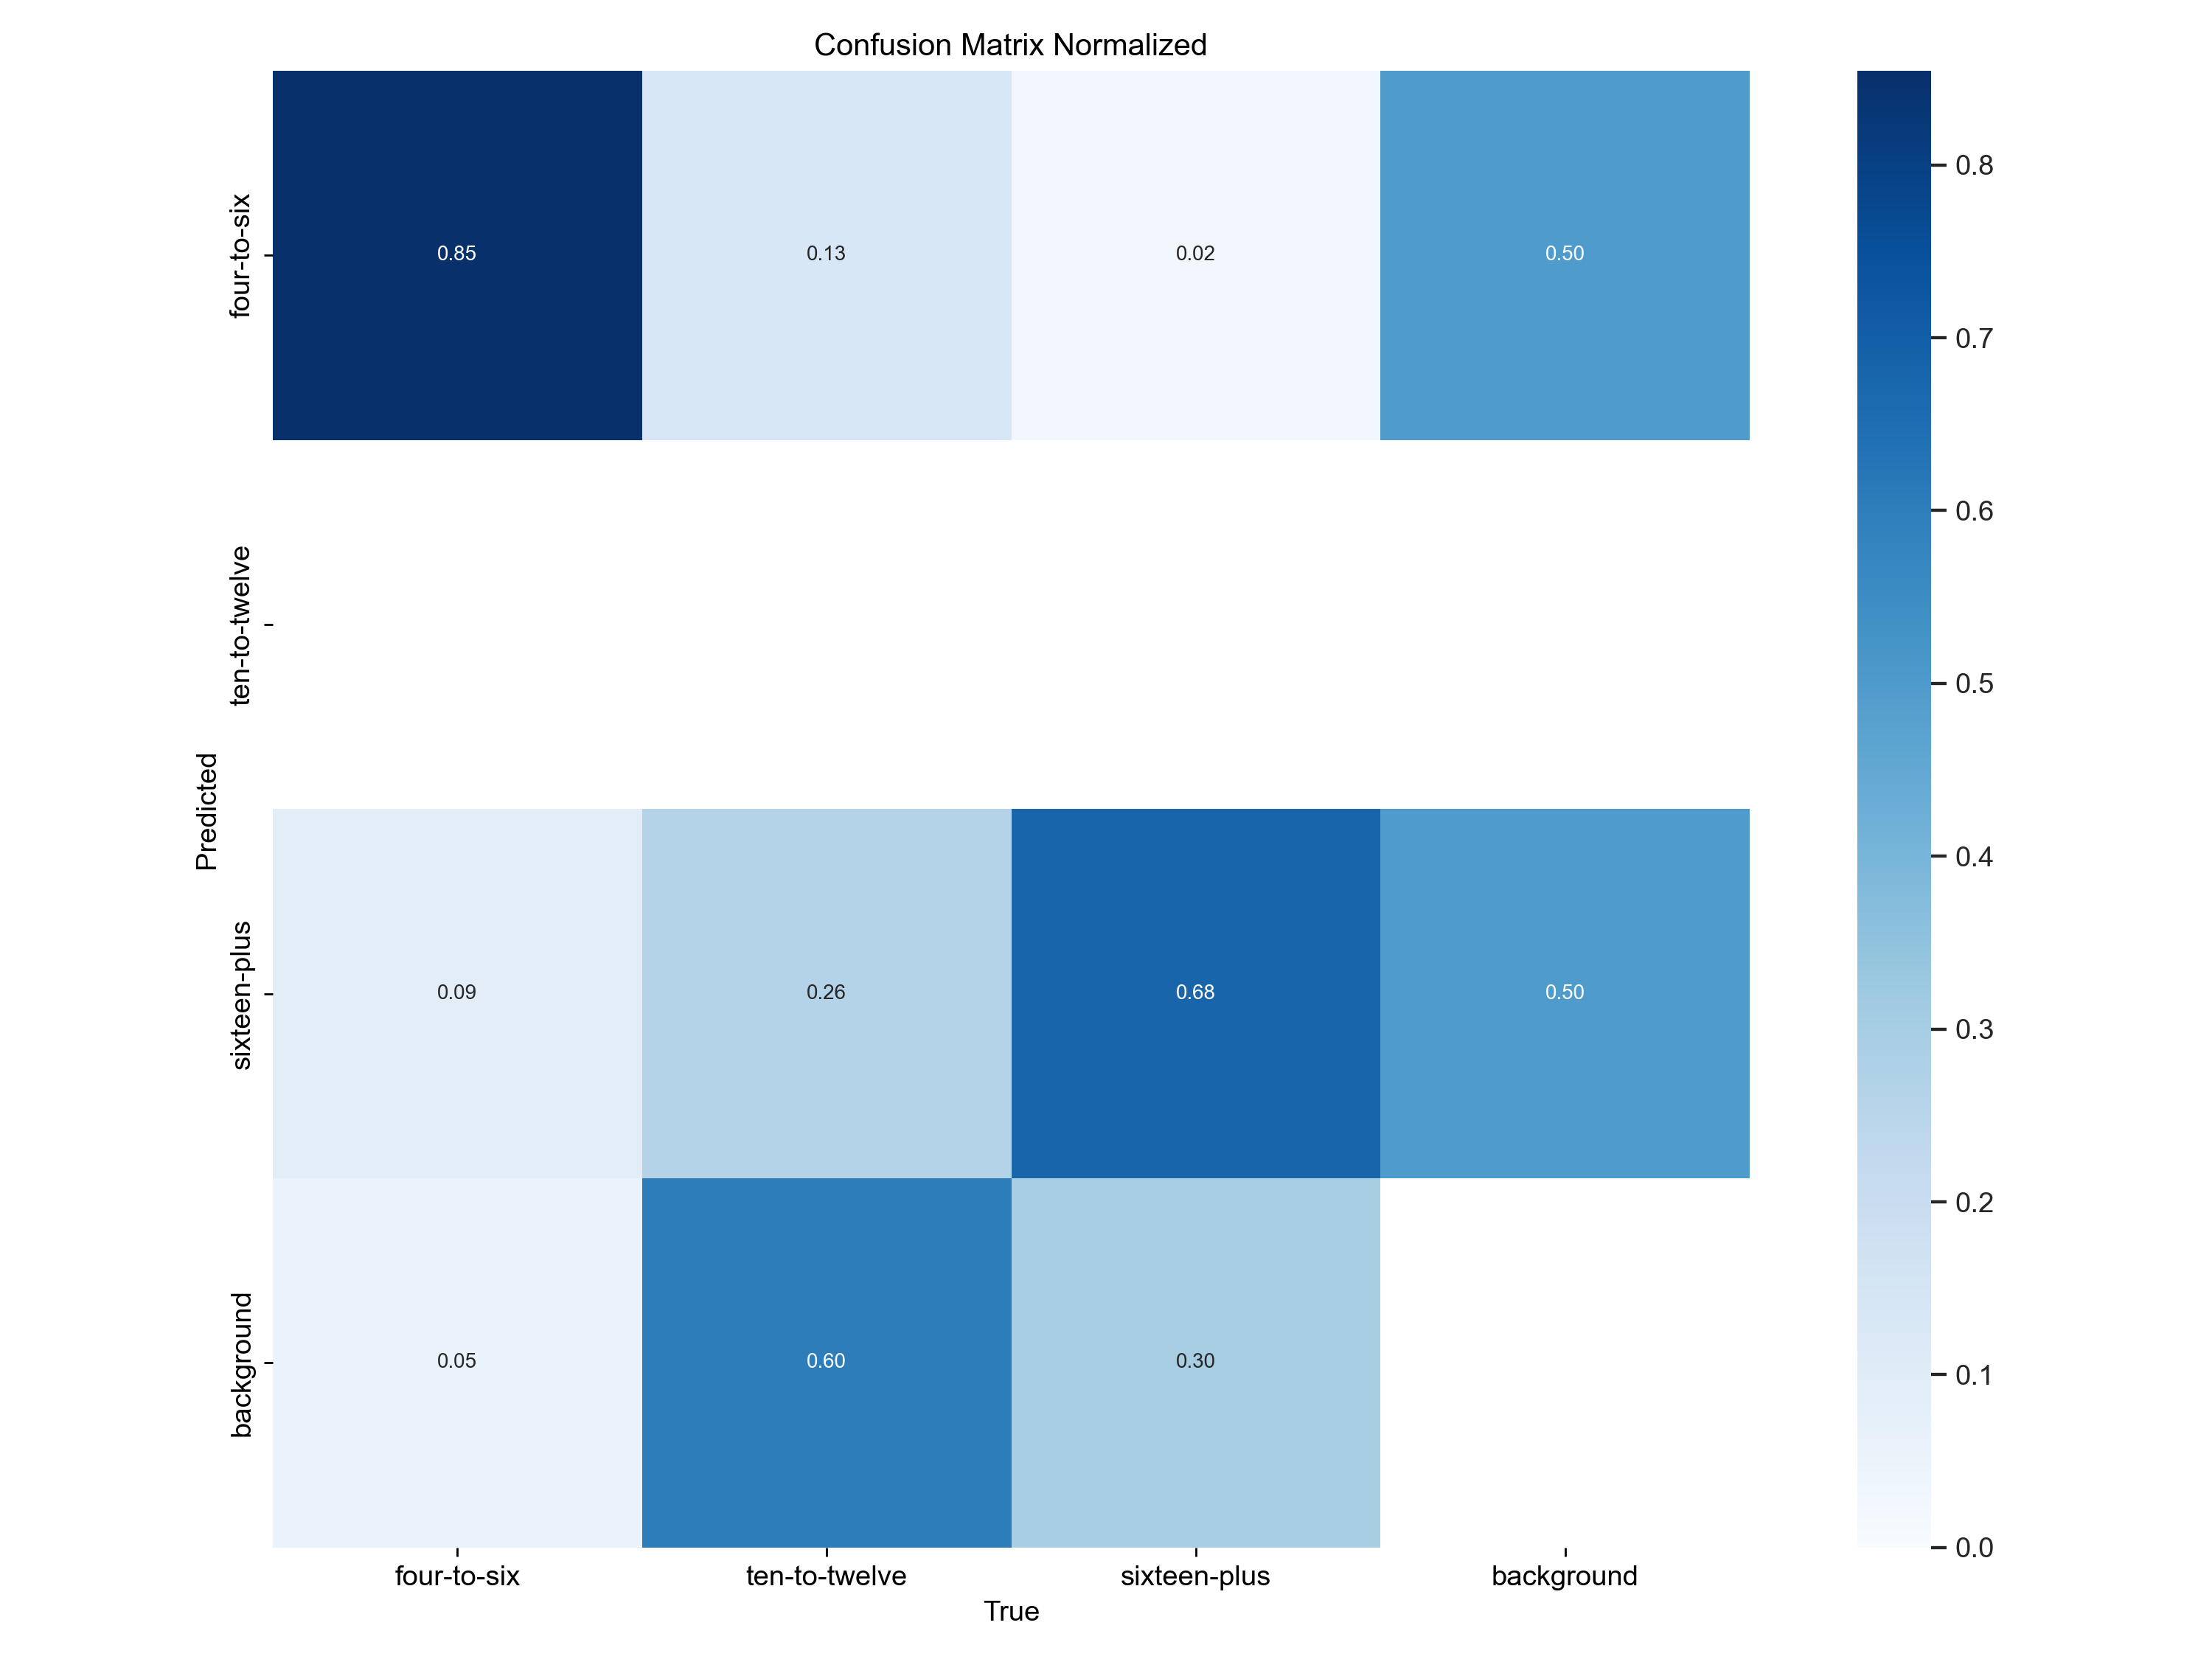 Confusion Matrix Normalized
four-to-six
0.85
0.13
0.02
0.50
ten-to-twelve
Predicted
sixteen-plus
0.09
0.26
0.68
0.50
background
0.05
0.60
0.30
four-to-six
ten-to-twelve
sixteen-plus
background
True
0.8
0.7
0.6
0.5
0.4
0.3
0.2
0.1
0.0